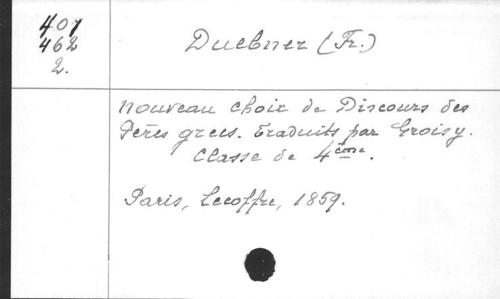 401
462
2.
Duebner (Fr.)
Nouveau choix de Discours des
Pères grecs. Traduits par Groisy.
Classe de 4ème.
Paris, Lecoffre, 1859.